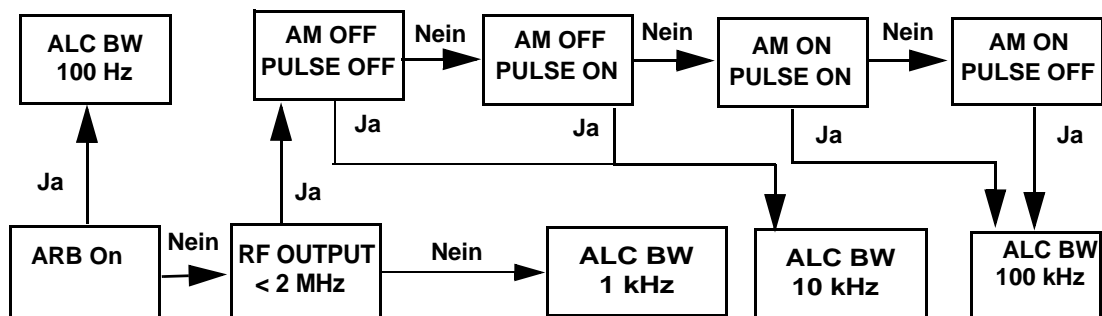 ALC BW
100 Hz
AM OFF
PULSE OFF
Nein
AM OFF
PULSE ON
Nein
AM ON
PULSE ON
Nein
AM ON
PULSE OFF
Ja
Ja
Ja
Ja
Ja
Ja
ARB On
Nein
RF OUTPUT
< 2 MHz
Nein
ALC BW
1 kHz
ALC BW
10 kHz
ALC BW
100 kHz